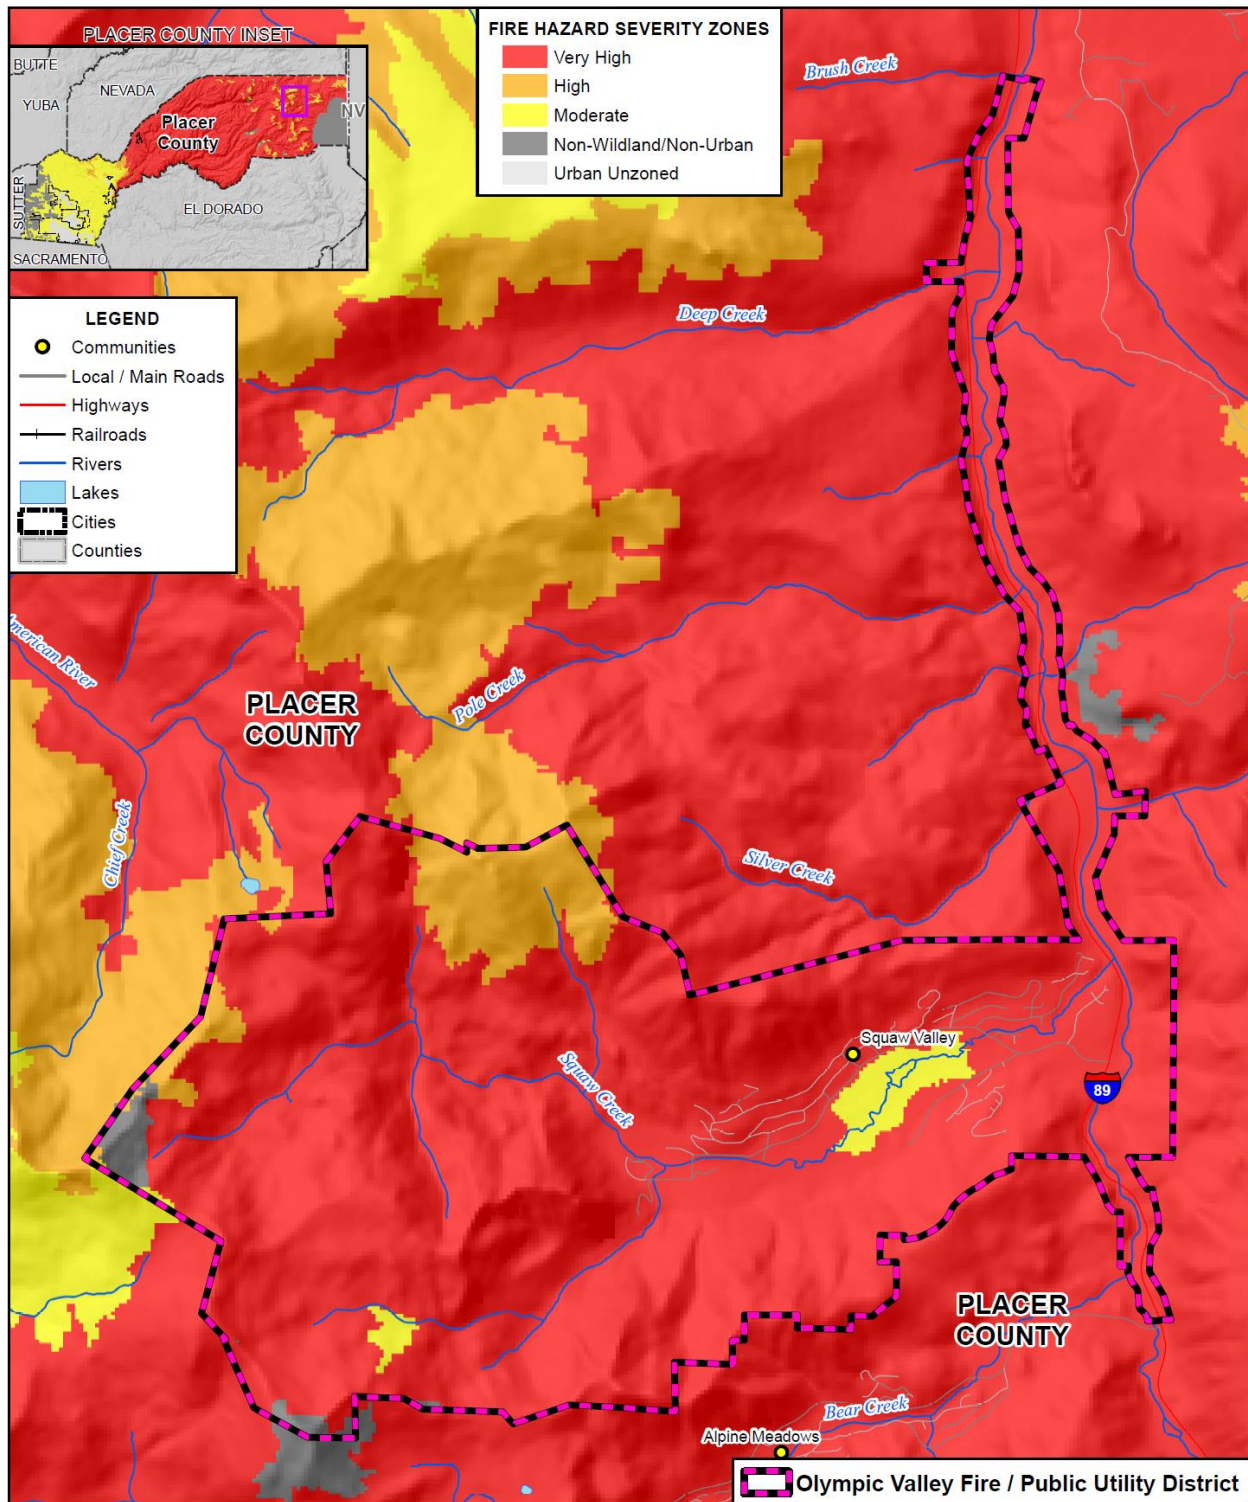 PLACER COUNTY INSET
BUTTE
YUBA
NEVADA
Placer
County
NV
SUTTER
EL DORADO
SACRAMENTO
FIRE HAZARD SEVERITY ZONES
Very High
High
Moderate
Non-Wildland/Non-Urban
Urban Unzoned
LEGEND
Communities
Local / Main Roads
Highways
Railroads
Rivers
Lakes
Cities
Counties
Brush Creek
Deep Creek
American River
PLACER
COUNTY
Pole Creek
Chief Creek
Silver Creek
Squaw Valley
Squaw Creek
89
PLACER
COUNTY
Bear Creek
Alpine Meadows
Olympic Valley Fire / Public Utility District